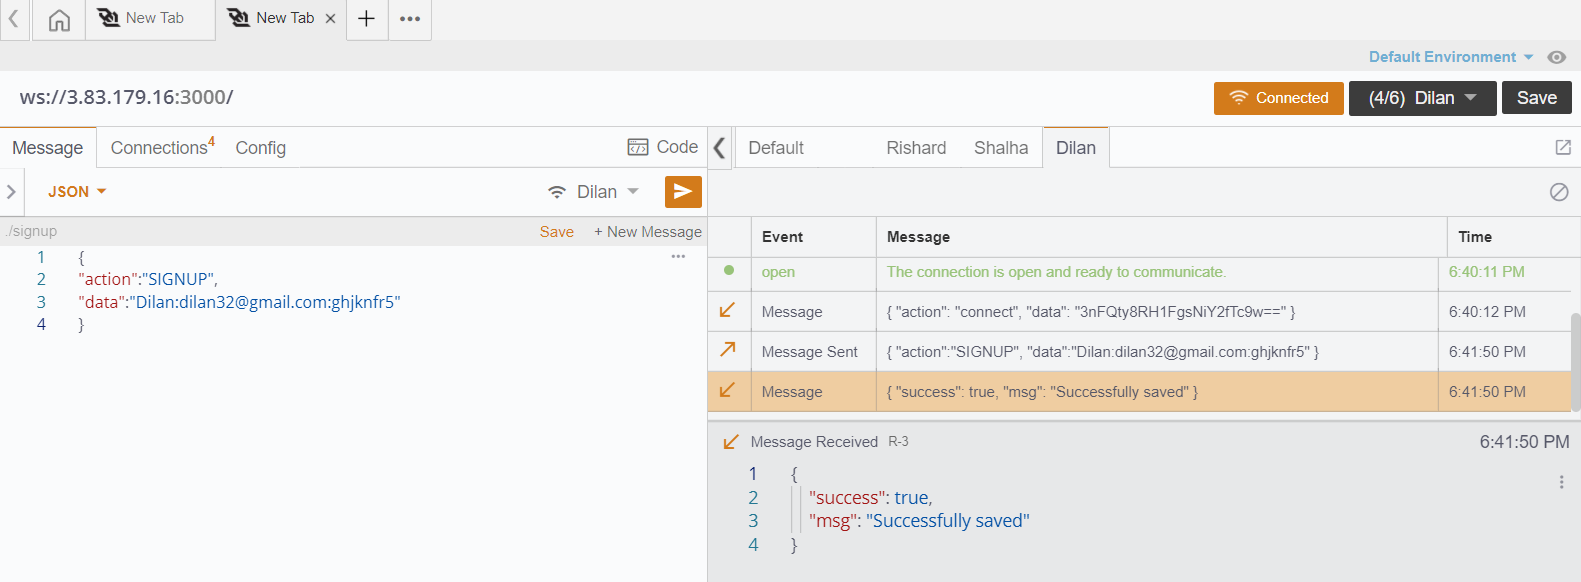 New Tab
New Tab
Default Environment
ws://3.83.179.16:3000/
Connected
(4/6) Dilan
Save
Message
Connections4
Config
Code
JSON
Dilan
./signup
Save
+ New Message
1 {
2 "action":"SIGNUP",
3 "data":"Dilan:dilan32@gmail.com:ghjknfr5"
4 }
Default
Rishard
Shalha
Dilan
Event Message Time
open The connection is open and ready to communicate. 6:40:11 PM
Message { "action": "connect", "data": "3nFQty8RH1FgsNiY2fTc9w==" } 6:40:12 PM
Message Sent { "action":"SIGNUP", "data":"Dilan:dilan32@gmail.com:ghjknfr5" } 6:41:50 PM
Message { "success": true, "msg": "Successfully saved" } 6:41:50 PM
Message Received R-3 6:41:50 PM
1 {
2 "success": true,
3 "msg": "Successfully saved"
4 }